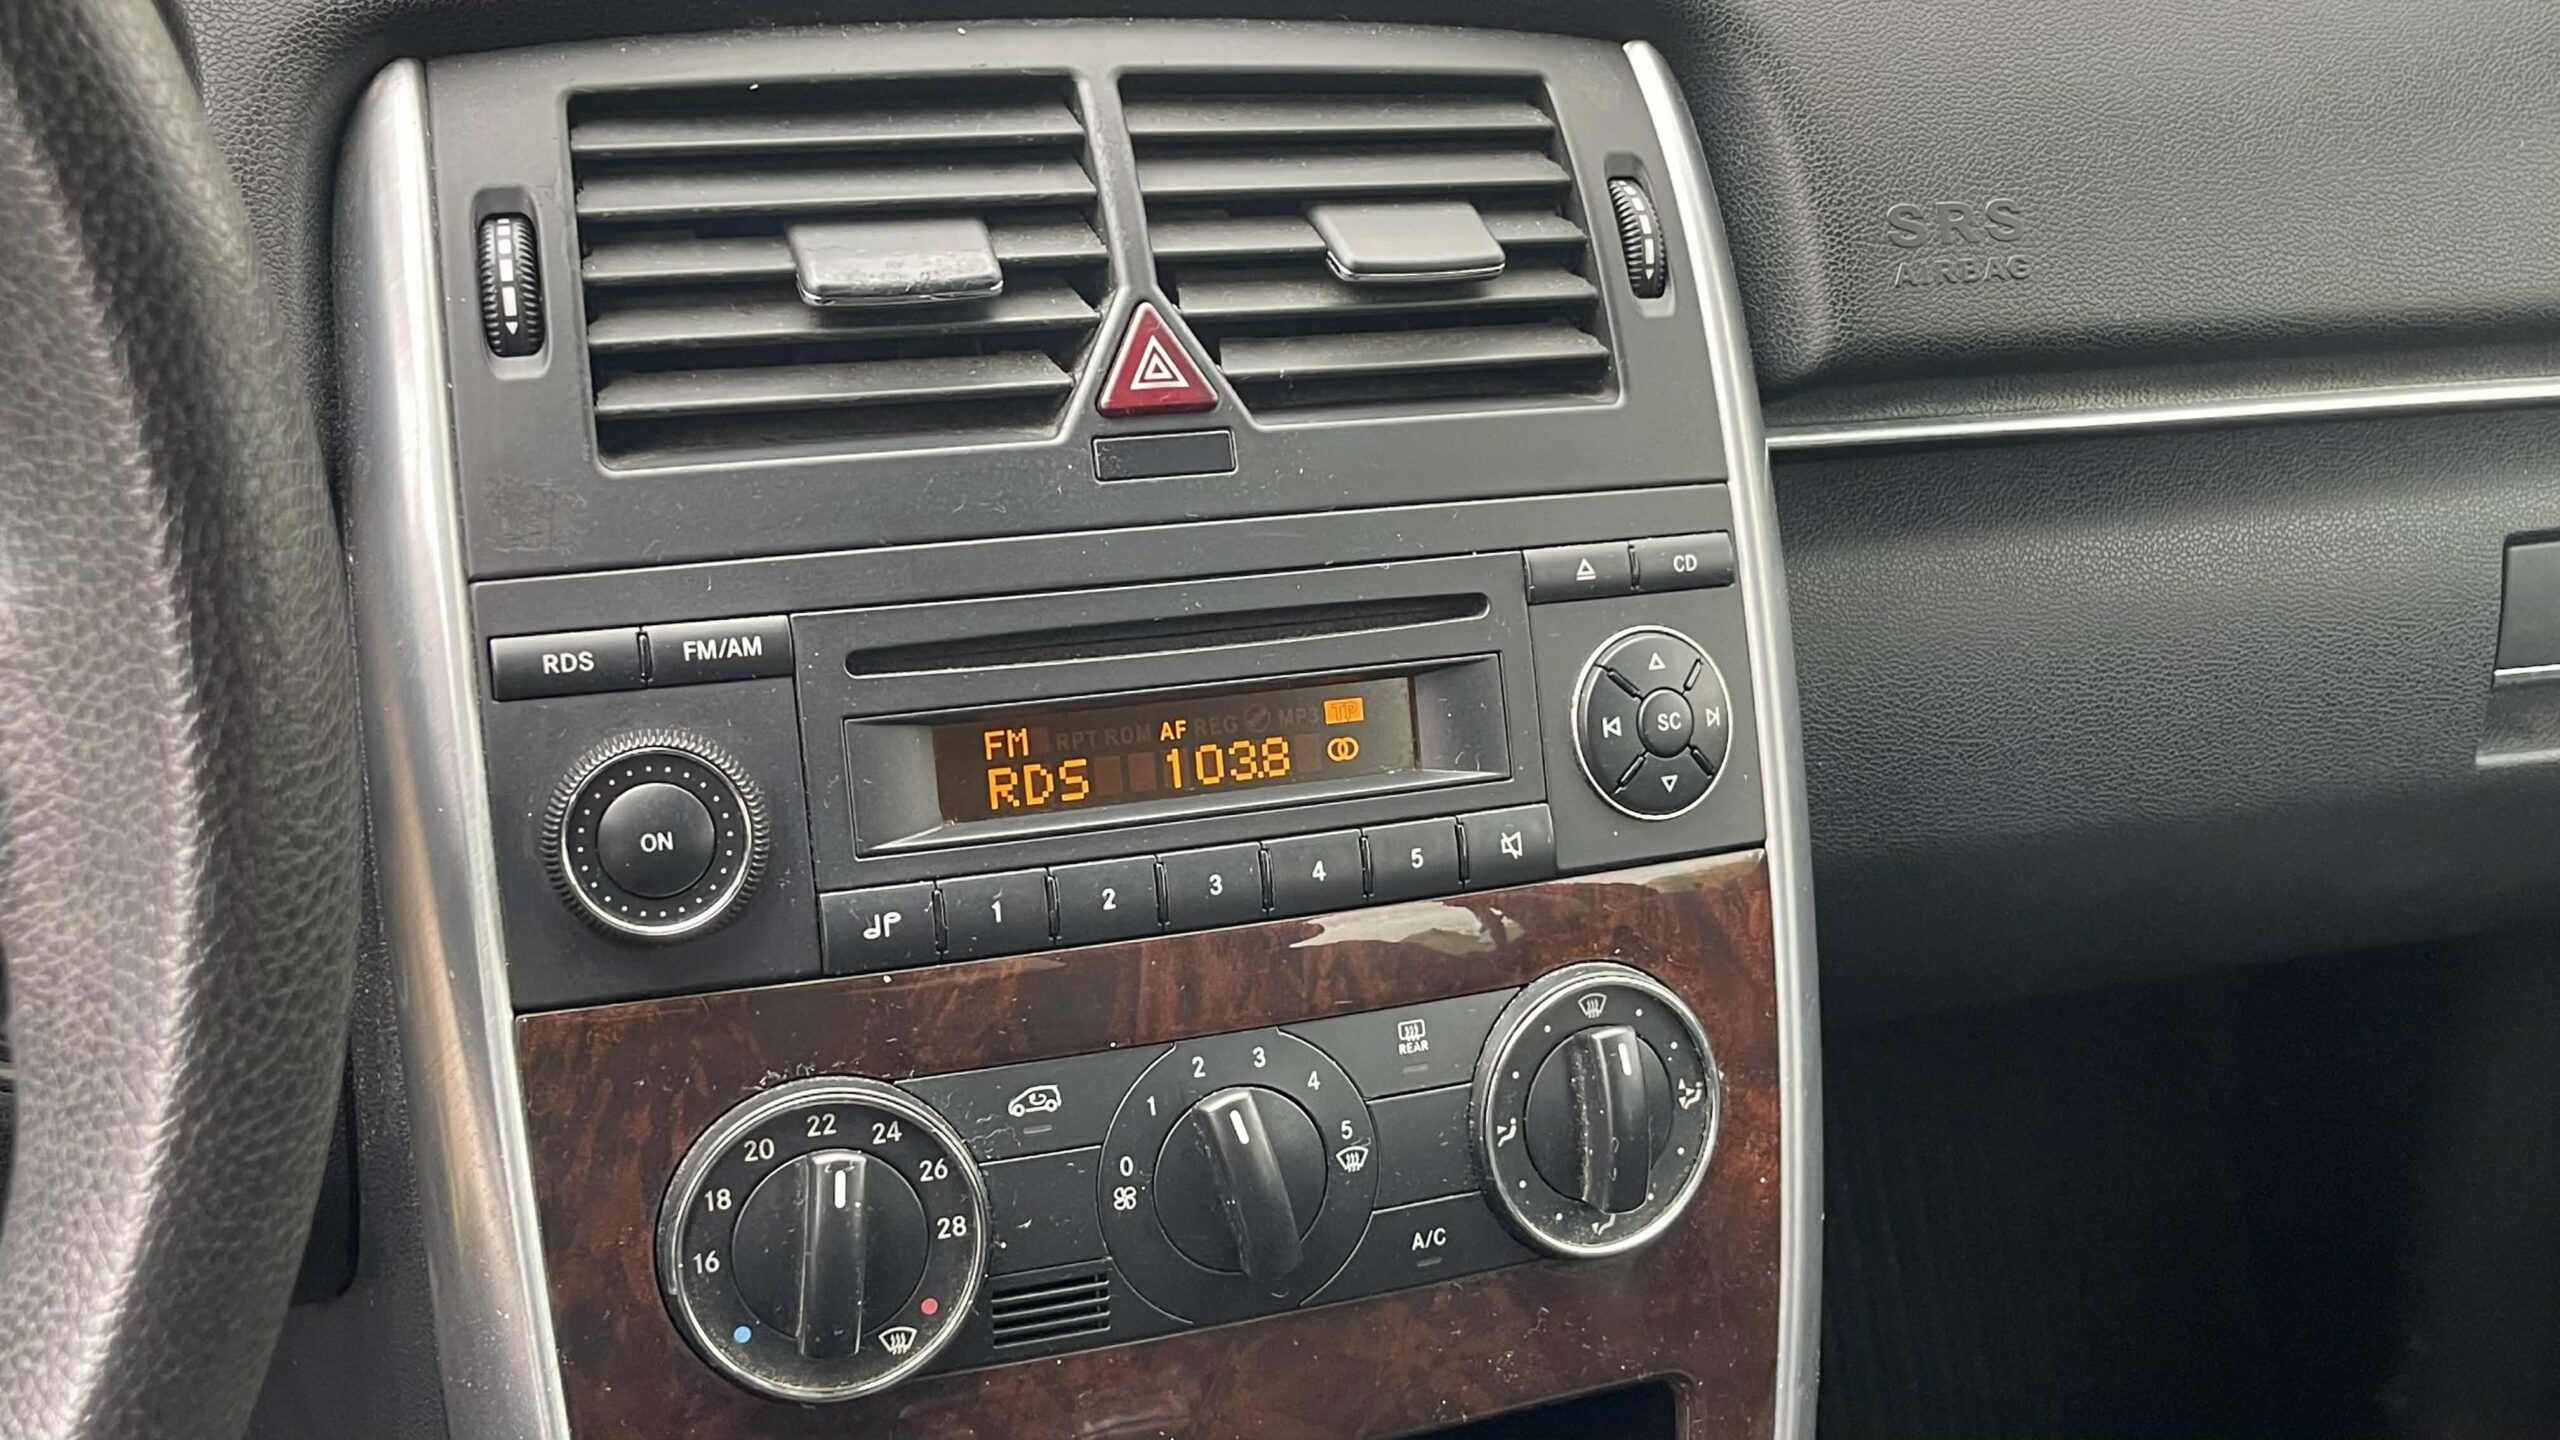 SRS
AIRBAG
CD
RDS
FM/AM
FM RPT ROM AF REG MP3 TP
RDS 103.8
SC
ON
1 2 3 4 5
REAR
0 1 2 3 4 5
16 18 20 22 24 26 28
A/C